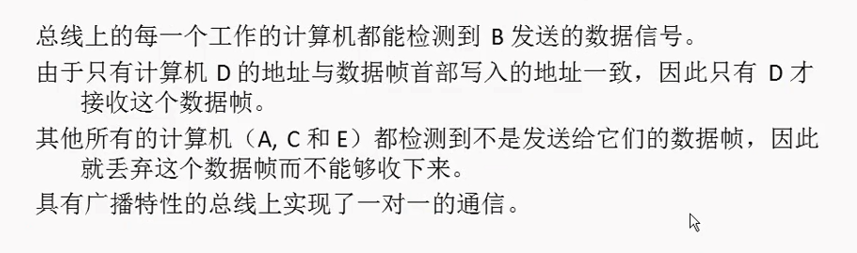 总线上的每一个工作的计算机都能检测到 B 发送的数据信号。
由于只有计算机 D 的地址与数据帧首部写入的地址一致，因此只有 D 才
接收这个数据帧。
其他所有的计算机（A, C 和 E）都检测到不是发送给它们的数据帧，因此
就丢弃这个数据帧而不能够收下来。
具有广播特性的总线上实现了一对一的通信。